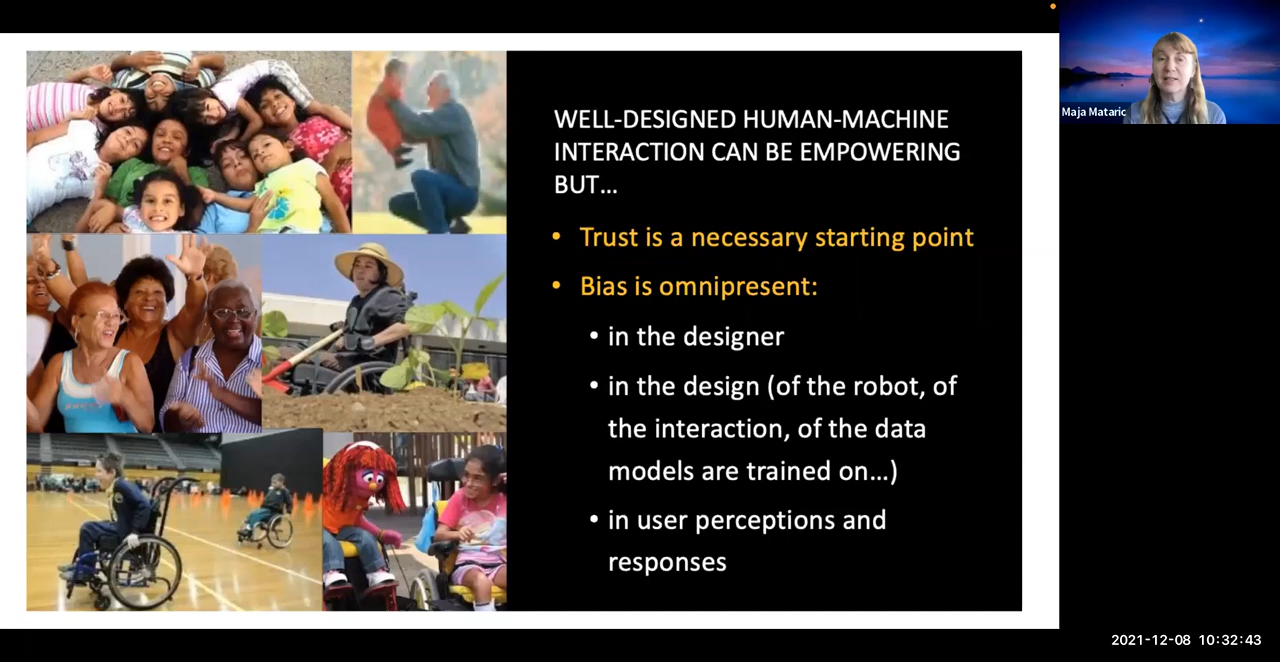 WELL-DESIGNED HUMAN-MACHINE
INTERACTION CAN BE EMPOWERING
BUT...
• Trust is a necessary starting point
• Bias is omnipresent:
• in the designer
• in the design (of the robot, of
the interaction, of the data
models are trained on...)
• in user perceptions and
responses
Maja Mataric
2021-12-08 10:32:43